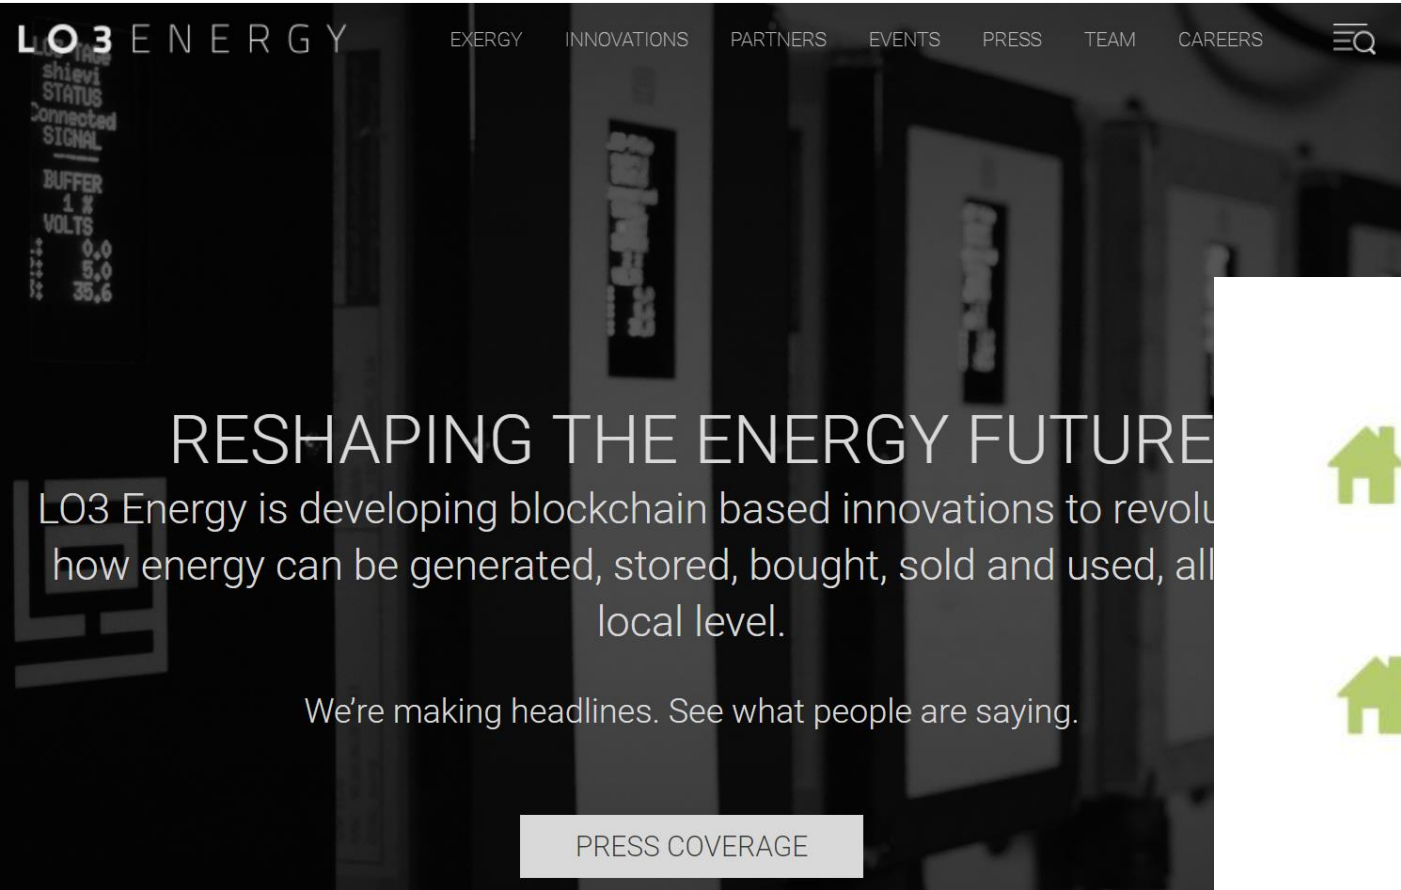 LO3 ENERGY
EXERGY INNOVATIONS PARTNERS EVENTS PRESS TEAM CAREERS
shievi
STATUS
Connected
SIGNAL
BUFFER
1 %
VOLTS
0.0
5.0
35.6
RESHAPING THE ENERGY FUTURE
LO3 Energy is developing blockchain based innovations to revolu
how energy can be generated, stored, bought, sold and used, all
local level.
We're making headlines. See what people are saying.
PRESS COVERAGE